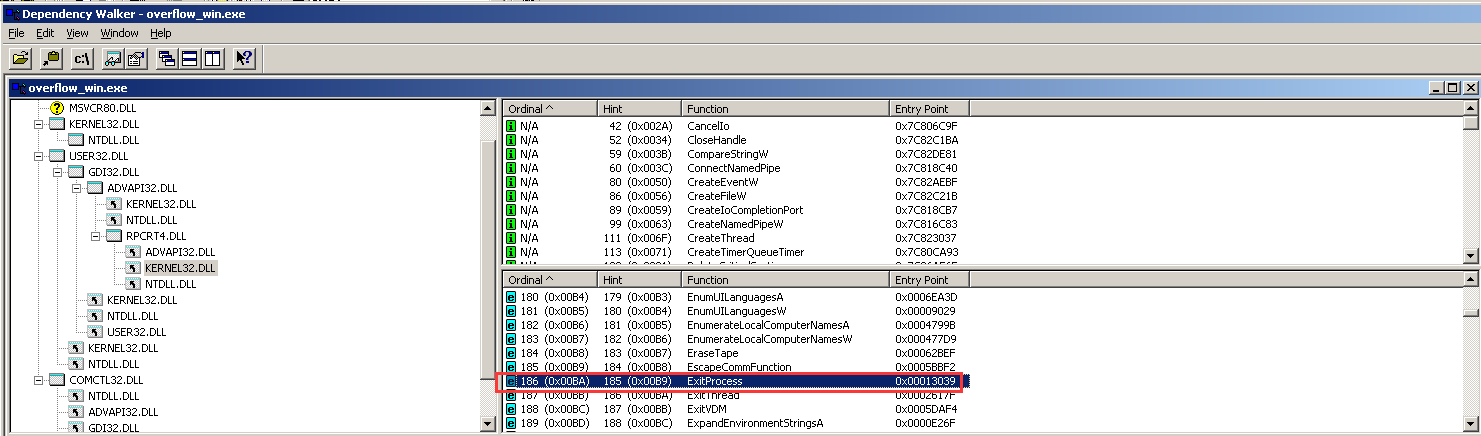 Dependency Walker - overflow_win.exe
File Edit View Window Help
c:\
overflow_win.exe
MSVCR80.DLL
KERNEL32.DLL
NTDLL.DLL
USER32.DLL
GDI32.DLL
ADVAPI32.DLL
KERNEL32.DLL
NTDLL.DLL
RPCRT4.DLL
ADVAPI32.DLL
KERNEL32.DLL
NTDLL.DLL
KERNEL32.DLL
NTDLL.DLL
USER32.DLL
KERNEL32.DLL
NTDLL.DLL
COMCTL32.DLL
NTDLL.DLL
ADVAPI32.DLL
GDI32.DLL
Ordinal ^ Hint Function Entry Point
N/A 42 (0x002A) CancelIo 0x7C806C9F
N/A 52 (0x0034) CloseHandle 0x7C82C1BA
N/A 59 (0x003B) CompareStringW 0x7C82DE81
N/A 60 (0x003C) ConnectNamedPipe 0x7C818C40
N/A 80 (0x0050) CreateEventW 0x7C82AEBF
N/A 86 (0x0056) CreateFileW 0x7C82C21B
N/A 89 (0x0059) CreateIoCompletionPort 0x7C818CB7
N/A 99 (0x0063) CreateNamedPipeW 0x7C816C83
N/A 111 (0x006F) CreateThread 0x7C823037
N/A 113 (0x0071) CreateTimerQueueTimer 0x7C80CA93
Ordinal ^ Hint Function Entry Point
180 (0x00B4) 179 (0x00B3) EnumUILanguagesA 0x0006EA3D
181 (0x00B5) 180 (0x00B4) EnumUILanguagesW 0x00009029
182 (0x00B6) 181 (0x00B5) EnumerateLocalComputerNamesA 0x0004799B
183 (0x00B7) 182 (0x00B6) EnumerateLocalComputerNamesW 0x000477D9
184 (0x00B8) 183 (0x00B7) EraseTape 0x00062BEF
185 (0x00B9) 184 (0x00B8) EscapeCommFunction 0x0005BBF2
186 (0x00BA) 185 (0x00B9) ExitProcess 0x00013039
187 (0x00BB) 186 (0x00BA) ExitThread 0x0002617F
188 (0x00BC) 187 (0x00BB) ExitVDM 0x0005DAF4
189 (0x00BD) 188 (0x00BC) ExpandEnvironmentStringsA 0x0000E26F